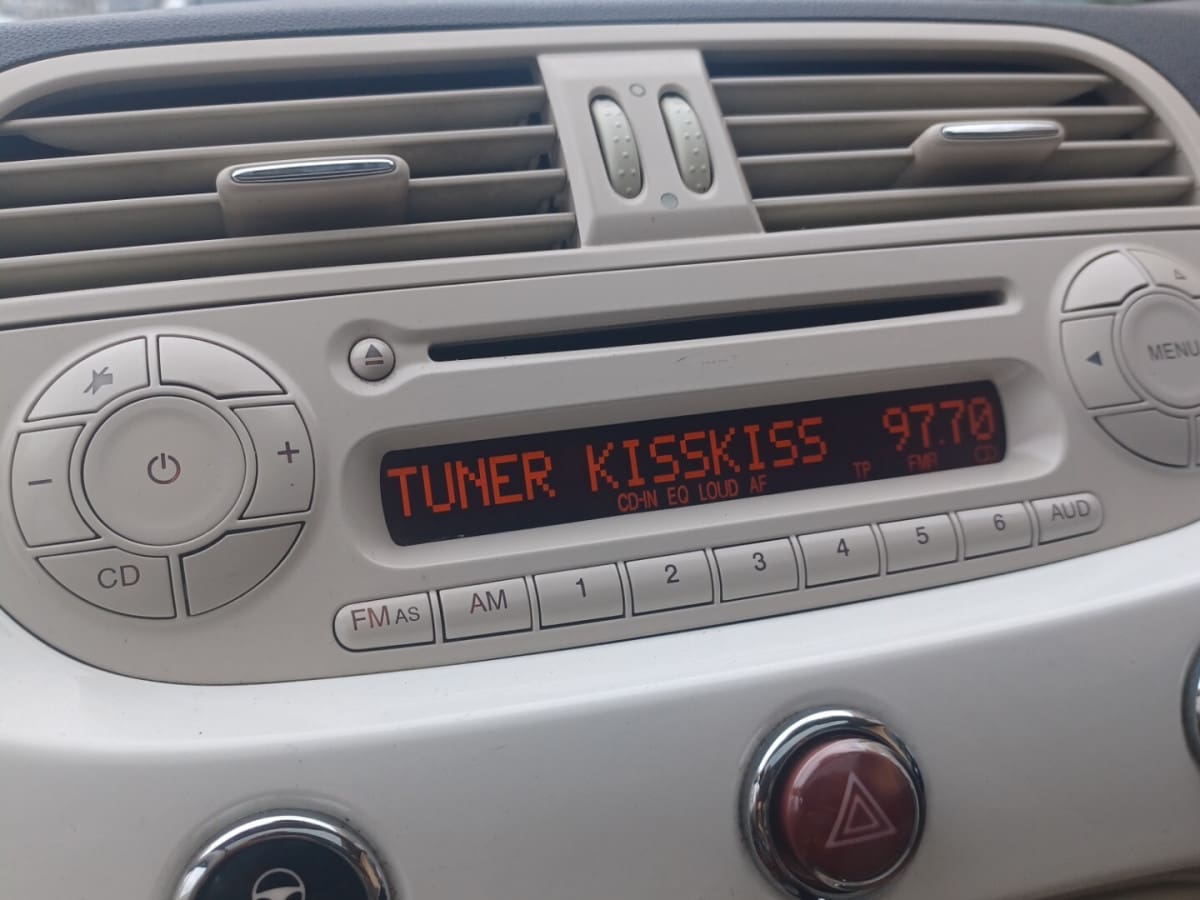 MENU
TUNER KISSKISS 97.70
CD-IN EQ LOUD AF TP FMR CD
- +
CD
FM AS AM 1 2 3 4 5 6 AUD